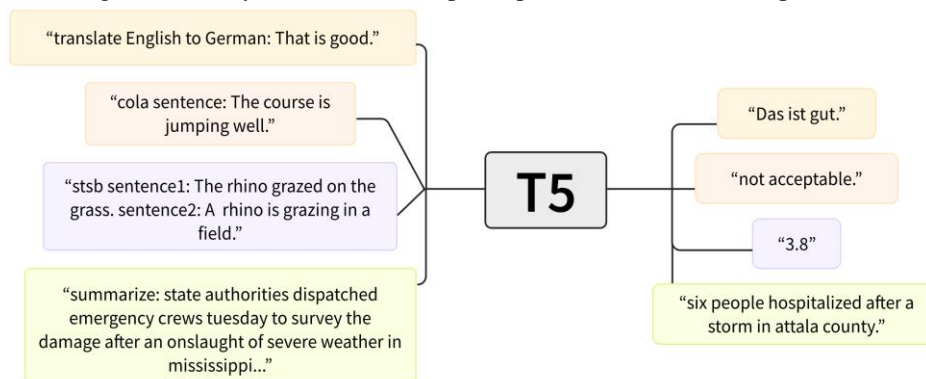 “translate English to German: That is good.”
“cola sentence: The course is
jumping well.”
“stsb sentence1: The rhino grazed on the
grass. sentence2: A rhino is grazing in a
field.”
“summarize: state authorities dispatched
emergency crews tuesday to survey the
damage after an onslaught of severe weather in
mississippi...”
T5
“Das ist gut.”
“not acceptable.”
“3.8”
“six people hospitalized after a
storm in attala county.”